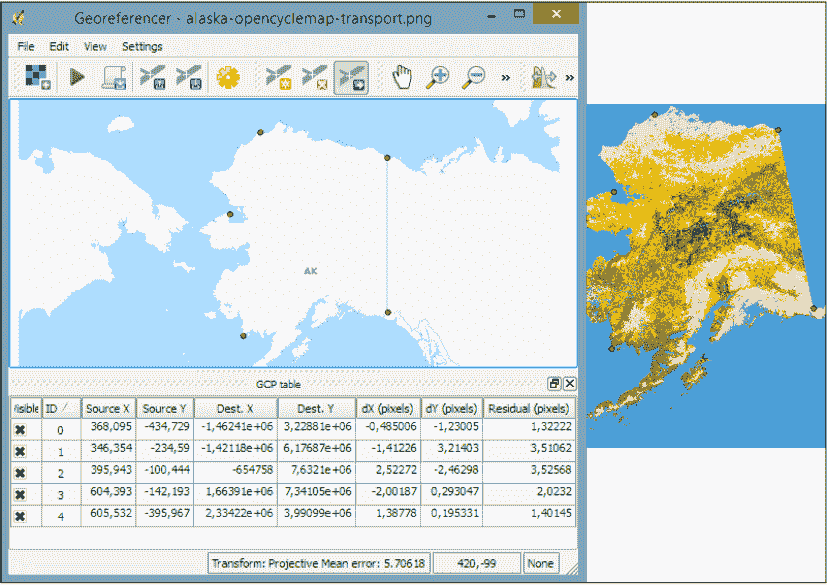 Georeferencer - alaska-opencyclemap-transport.png
File Edit View Settings
» »
AK
GCP table
isible ID Source X Source Y Dest. X Dest. Y dX (pixels) dY (pixels) Residual (pixels)
0 368,095 -434,729 -1,46241e+06 3,22881e+06 -0,485006 -1,23005 1,32222
1 346,354 -234,59 -1,42118e+06 6,17687e+06 -1,41226 3,21403 3,51062
2 395,943 -100,444 -654758 7,6321e+06 2,52272 -2,46298 3,52568
3 604,393 -142,193 1,66391e+06 7,34105e+06 -2,00187 0,293047 2,0232
4 605,532 -395,967 2,33422e+06 3,99099e+06 1,38778 0,195331 1,40145
Transform: Projective Mean error: 5.70618 420,-99 None